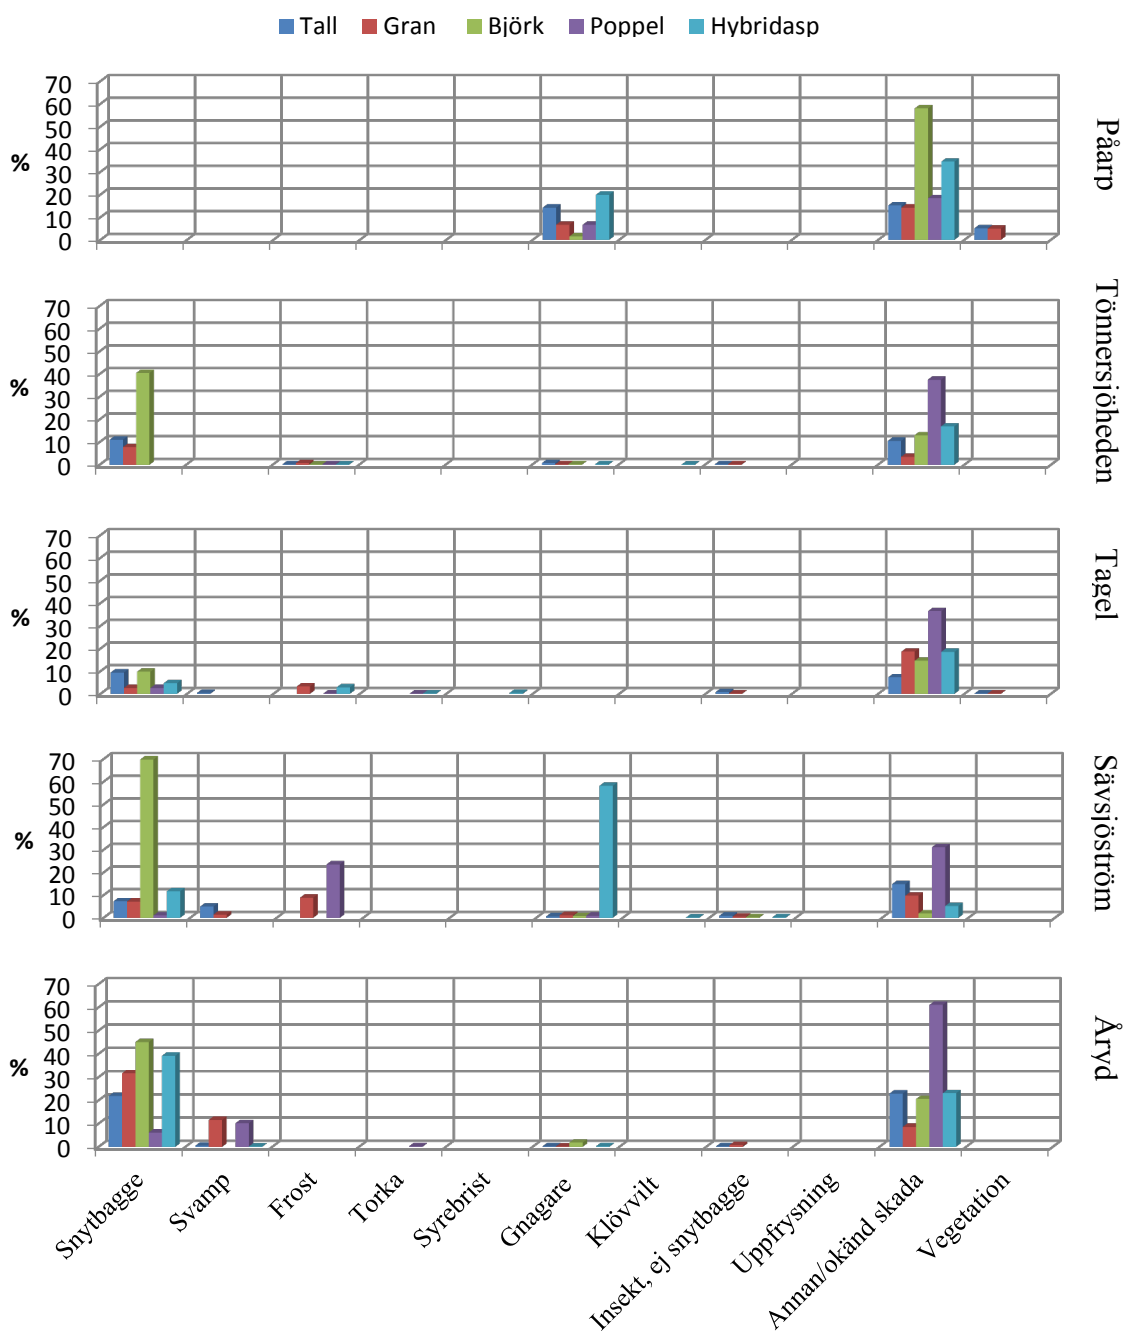 Tall Gran Björk Poppel Hybridasp
70
60
50
40
30
20
10
0
%
Påarp
70
60
50
40
30
20
10
0
%
Tönnersjöheden
70
60
50
40
30
20
10
0
%
Tagel
70
60
50
40
30
20
10
0
%
Sävsjöström
70
60
50
40
30
20
10
0
%
Åryd
Snytbagge
Svamp
Frost
Torka
Syrebrist
Gnagare
Klövvilt
Insekt, ej snytbagge
Uppfrysning
Annan/okänd skada
Vegetation